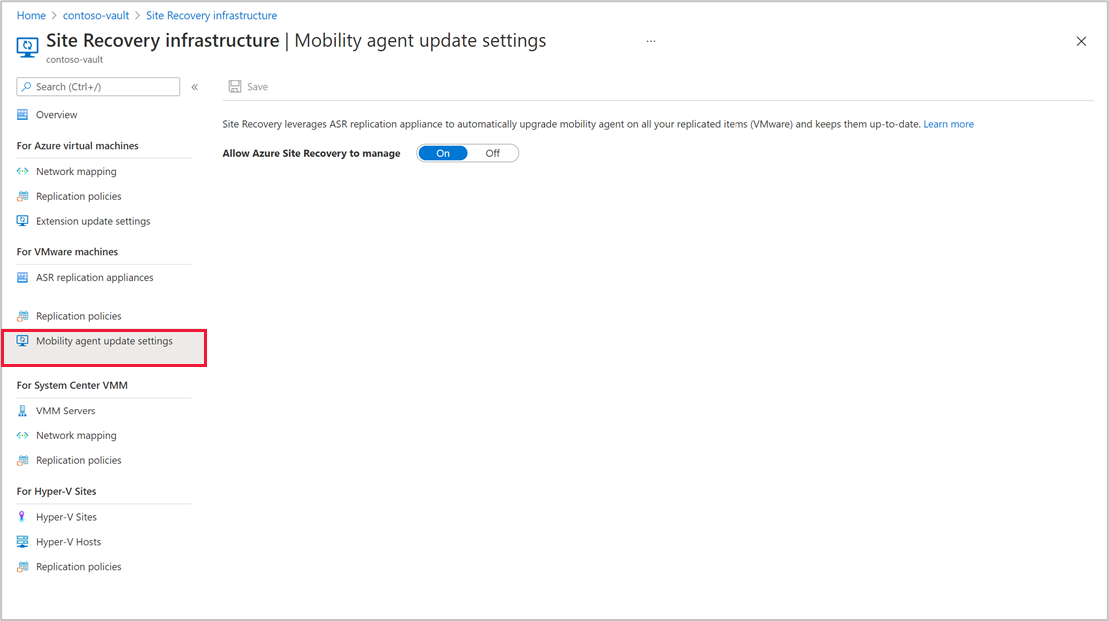 Home > contoso-vault > Site Recovery infrastructure
Site Recovery infrastructure | Mobility agent update settings ...
contoso-vault
Search (Ctrl+/) «
Save
Overview
Site Recovery leverages ASR replication appliance to automatically upgrade mobility agent on all your replicated items (VMware) and keeps them up-to-date. Learn more
For Azure virtual machines
Allow Azure Site Recovery to manage On Off
Network mapping
Replication policies
Extension update settings
For VMware machines
ASR replication appliances
Replication policies
Mobility agent update settings
For System Center VMM
VMM Servers
Network mapping
Replication policies
For Hyper-V Sites
Hyper-V Sites
Hyper-V Hosts
Replication policies